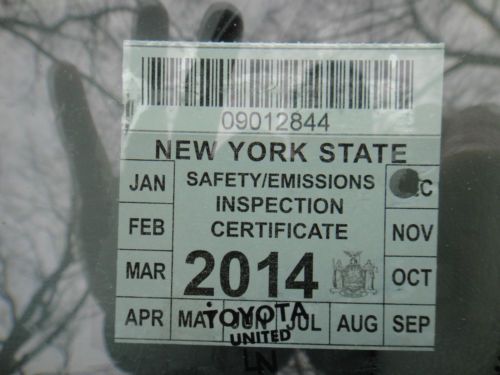 09012844
NEW YORK STATE
JAN SAFETY/EMISSIONS
INSPECTION
FEB CERTIFICATE NOV
MAR 2014 OCT
APR JUL AUG SEP
TOYOTA
UNITED